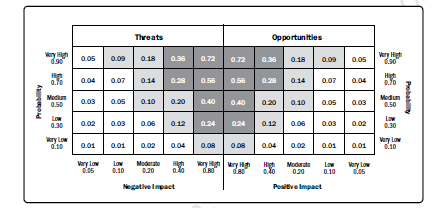 Threats Opportunities
Very High 0.90 0.05 0.09 0.18 0.36 0.72 0.72 0.36 0.18 0.09 0.05 Very High 0.90
High 0.70 0.04 0.07 0.14 0.28 0.56 0.56 0.28 0.14 0.07 0.04 High 0.70
Medium 0.50 0.03 0.05 0.10 0.20 0.40 0.40 0.20 0.10 0.05 0.03 Medium 0.50
Low 0.30 0.02 0.03 0.06 0.12 0.24 0.24 0.12 0.06 0.03 0.02 Low 0.30
Very Low 0.10 0.01 0.01 0.02 0.04 0.08 0.08 0.04 0.02 0.01 0.01 Very Low 0.10
Probability
Probability
Very Low Low Moderate High Very High Very High High Moderate Low Very Low
0.05 0.10 0.20 0.40 0.80 0.80 0.40 0.20 0.10 0.05
Negative Impact Positive Impact